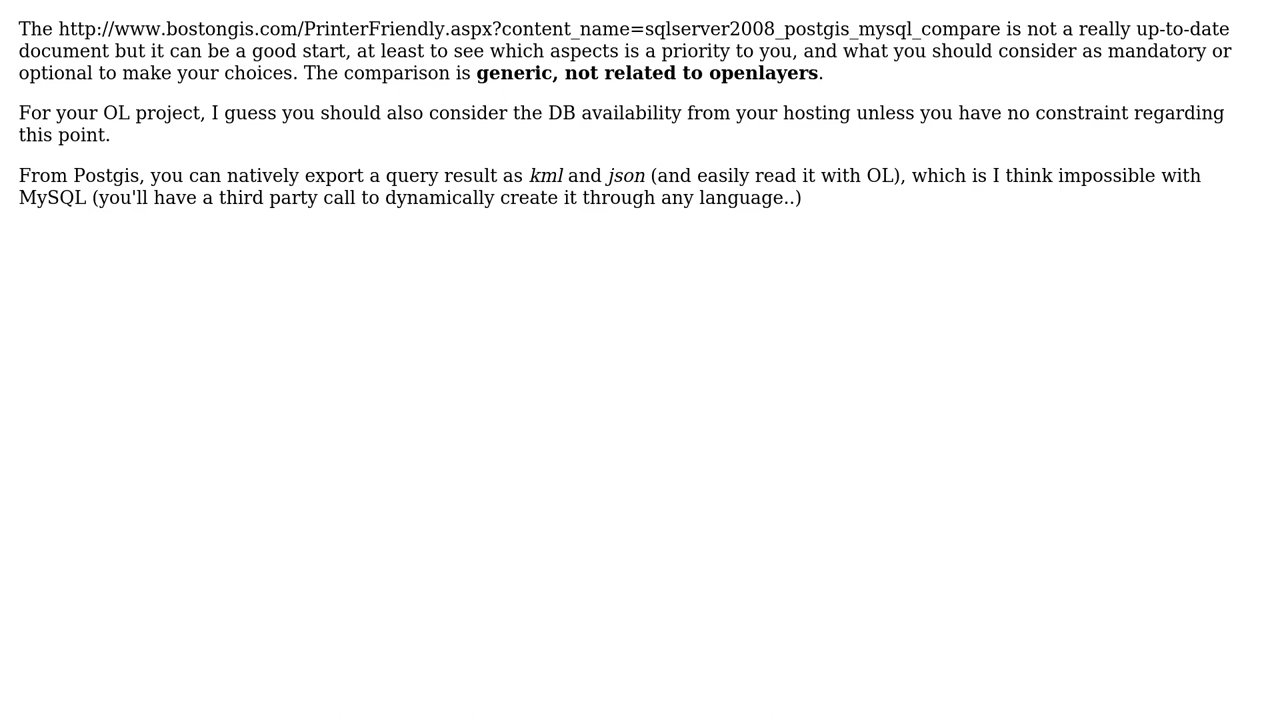 The http://www.bostongis.com/PrinterFriendly.aspx?content_name=sqlserver2008_postgis_mysql_compare is not a really up-to-date
document but it can be a good start, at least to see which aspects is a priority to you, and what you should consider as mandatory or
optional to make your choices. The comparison is generic, not related to openlayers.
For your OL project, I guess you should also consider the DB availability from your hosting unless you have no constraint regarding
this point.
From Postgis, you can natively export a query result as kml and json (and easily read it with OL), which is I think impossible with
MySQL (you'll have a third party call to dynamically create it through any language..)